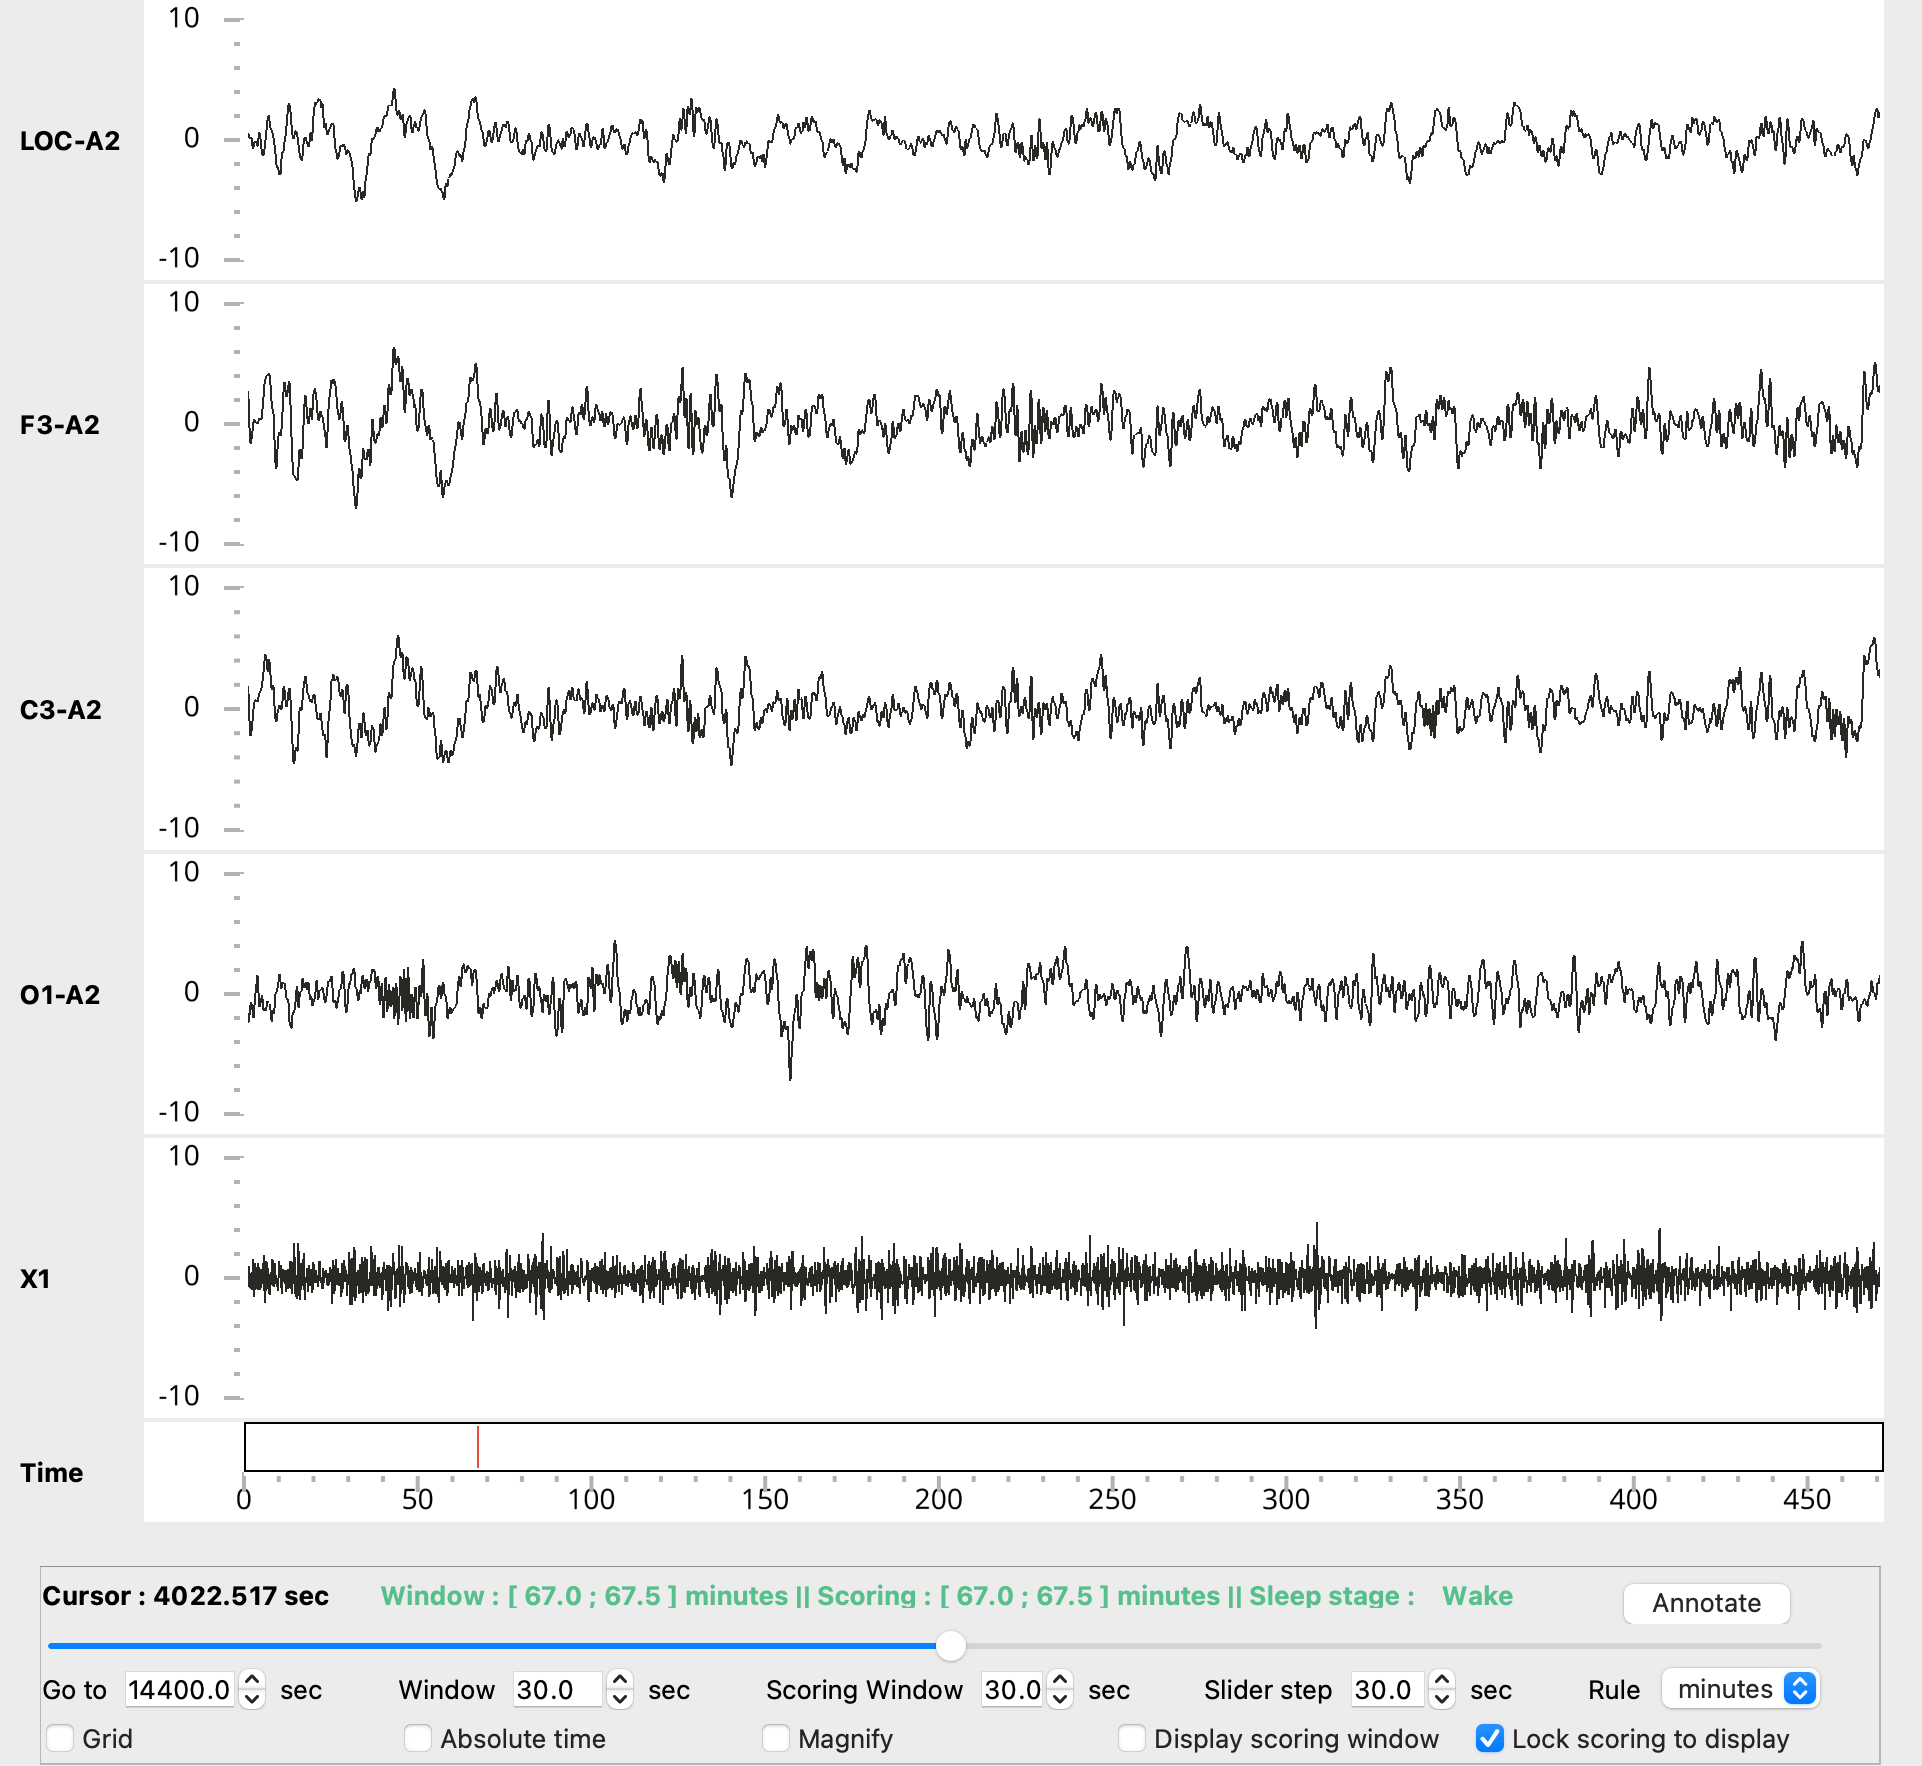 10
LOC-A2
0
-10
10
F3-A2
0
-10
10
C3-A2
0
-10
10
O1-A2
0
-10
10
X1
0
-10
Time
0 50 100 150 200 250 300 350 400 450
Cursor : 4022.517 sec Window : [ 67.0 ; 67.5 ] minutes || Scoring : [ 67.0 ; 67.5 ] minutes || Sleep stage : Wake Annotate
Go to 14400.0 sec Window 30.0 sec Scoring Window 30.0 sec Slider step 30.0 sec Rule minutes
Grid Absolute time Magnify Display scoring window Lock scoring to display